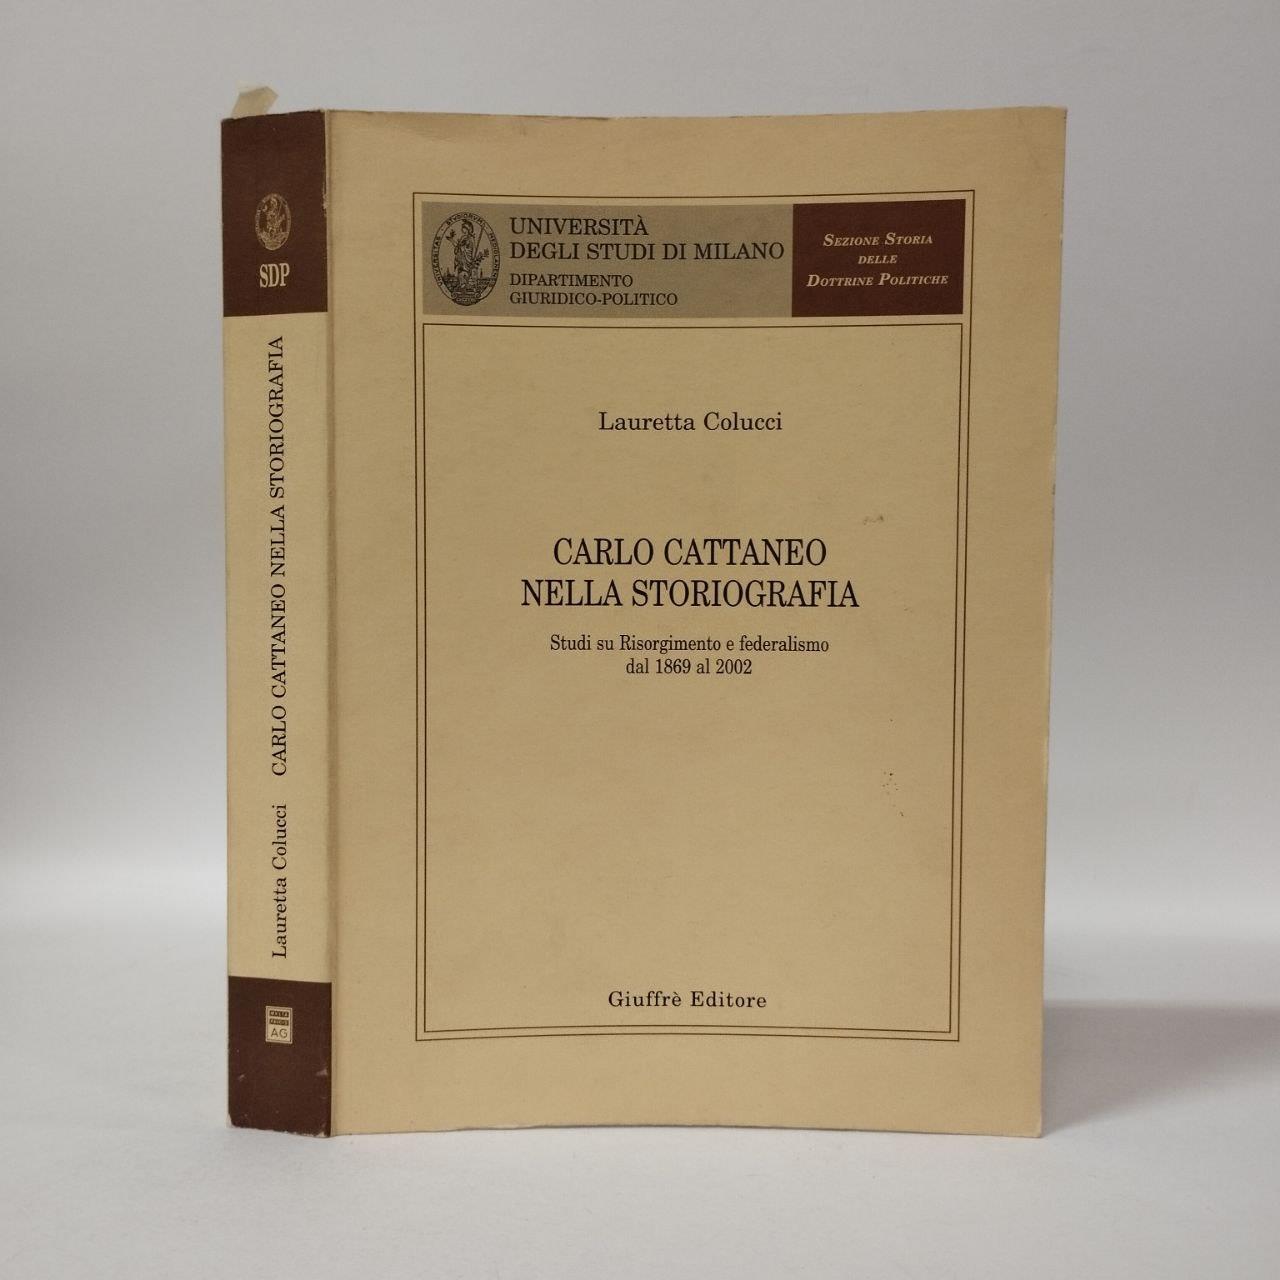 SDP
Lauretta Colucci CARLO CATTANEO NELLA STORIOGRAFIA
AG
UNIVERSITÀ
DEGLI STUDI DI MILANO
DIPARTIMENTO
GIURIDICO-POLITICO
SEZIONE STORIA
DELLE
DOTTRINE POLITICHE
Lauretta Colucci
CARLO CATTANEO
NELLA STORIOGRAFIA
Studi su Risorgimento e federalismo
dal 1869 al 2002
Giuffrè Editore